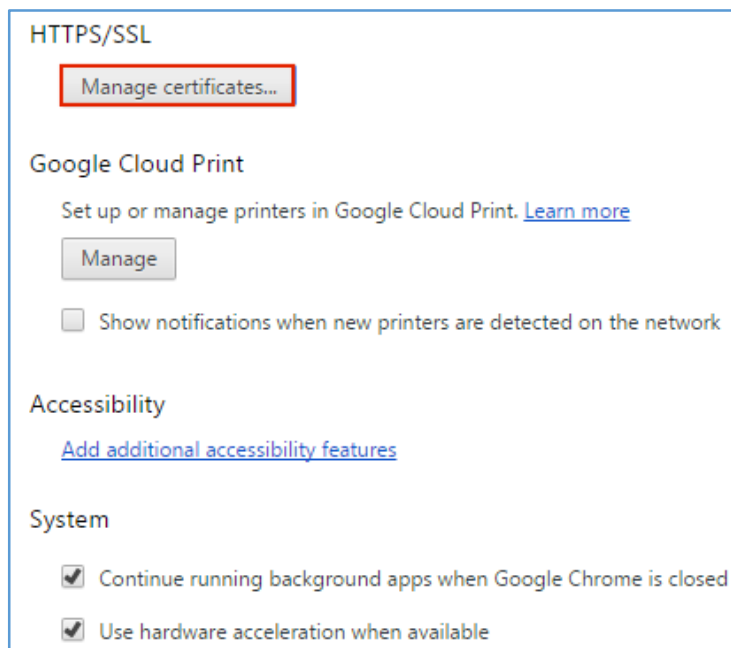 HTTPS/SSL
Manage certificates...
Google Cloud Print
Set up or manage printers in Google Cloud Print. Learn more
Manage
Show notifications when new printers are detected on the network
Accessibility
Add additional accessibility features
System
Continue running background apps when Google Chrome is closed
Use hardware acceleration when available